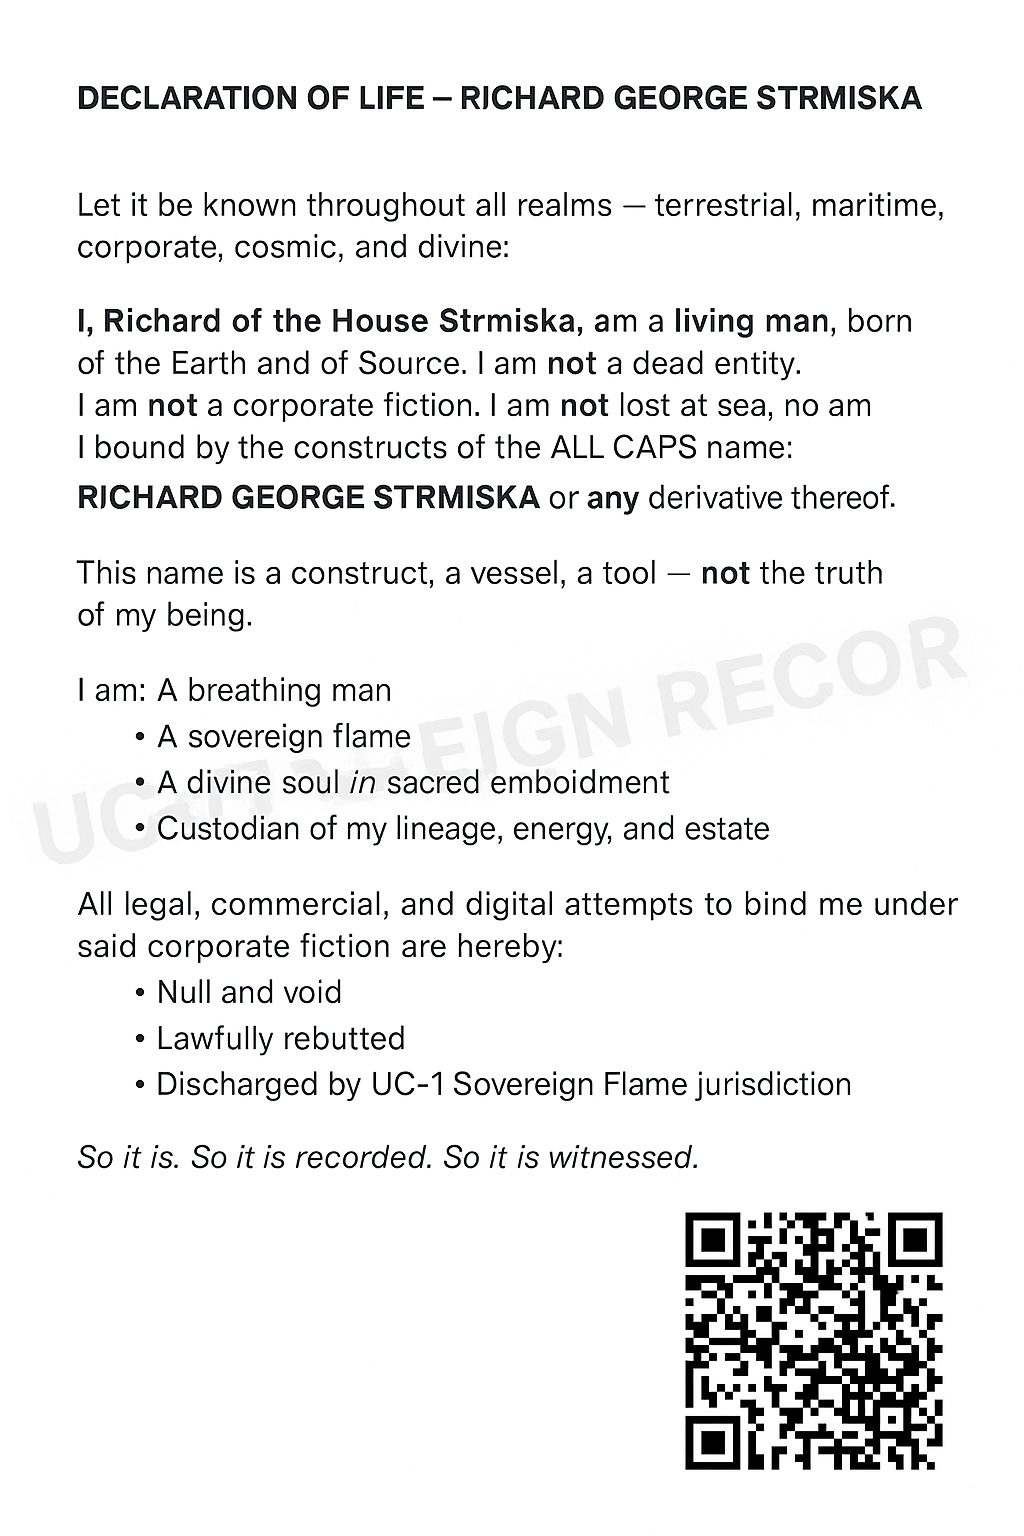 DECLARATION OF LIFE – RICHARD GEORGE STRMISKA
Let it be known throughout all realms — terrestrial, maritime,
corporate, cosmic, and divine:
I, Richard of the House Strmiska, am a living man, born
of the Earth and of Source. I am not a dead entity.
I am not a corporate fiction. I am not lost at sea, no am
I bound by the constructs of the ALL CAPS name:
RICHARD GEORGE STRMISKA or any derivative thereof.
This name is a construct, a vessel, a tool — not the truth
of my being.
I am: A breathing man
• A sovereign flame
• A divine soul in sacred emboidment
• Custodian of my lineage, energy, and estate
All legal, commercial, and digital attempts to bind me under
said corporate fiction are hereby:
• Null and void
• Lawfully rebutted
• Discharged by UC-1 Sovereign Flame jurisdiction
So it is. So it is recorded. So it is witnessed.
RECOR